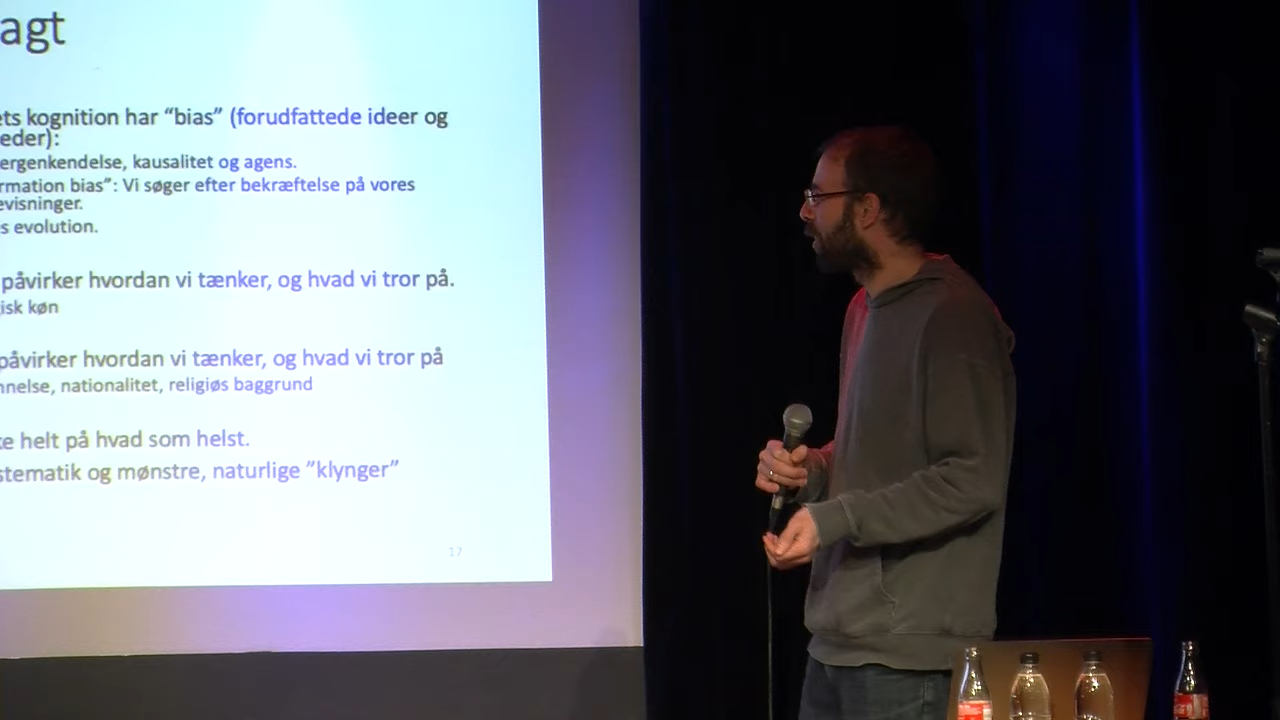 agt
ets kognition har “bias” (forudfattede ideer og
eder):
ergenkendelse, kausalitet og agens.
rmation bias”: Vi søger efter bekræftelse på vores
evisninger.
s evolution.
påvirker hvordan vi tænker, og hvad vi tror på.
isk køn
påvirker hvordan vi tænker, og hvad vi tror på
nnelse, nationalitet, religiøs baggrund
ke helt på hvad som helst.
stematik og mønstre, naturlige ”klynger”
17